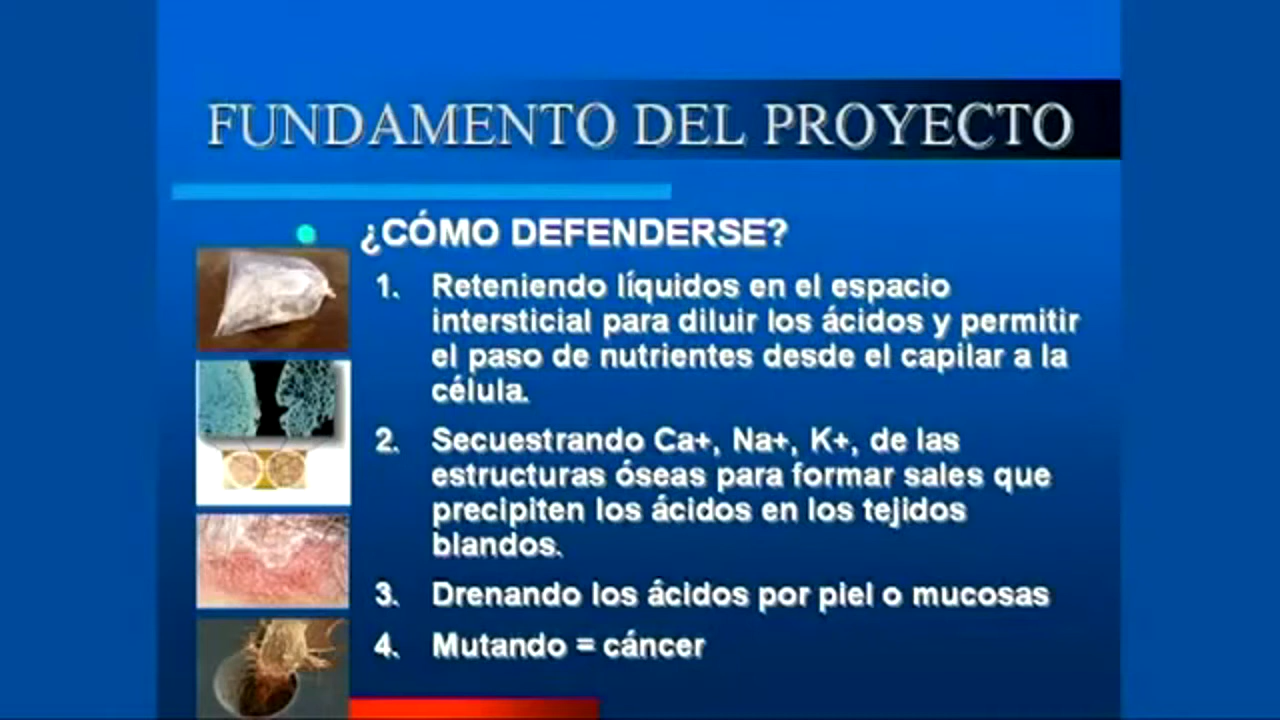 FUNDAMENTO DEL PROYECTO
¿CÓMO DEFENDERSE?
1. Reteniendo líquidos en el espacio
intersticial para diluir los ácidos y permitir
el paso de nutrientes desde el capilar a la
célula.
2. Secuestrando Ca+, Na+, K+, de las
estructuras óseas para formar sales que
precipiten los ácidos en los tejidos
blandos.
3. Drenando los ácidos por piel o mucosas
4. Mutando = cáncer